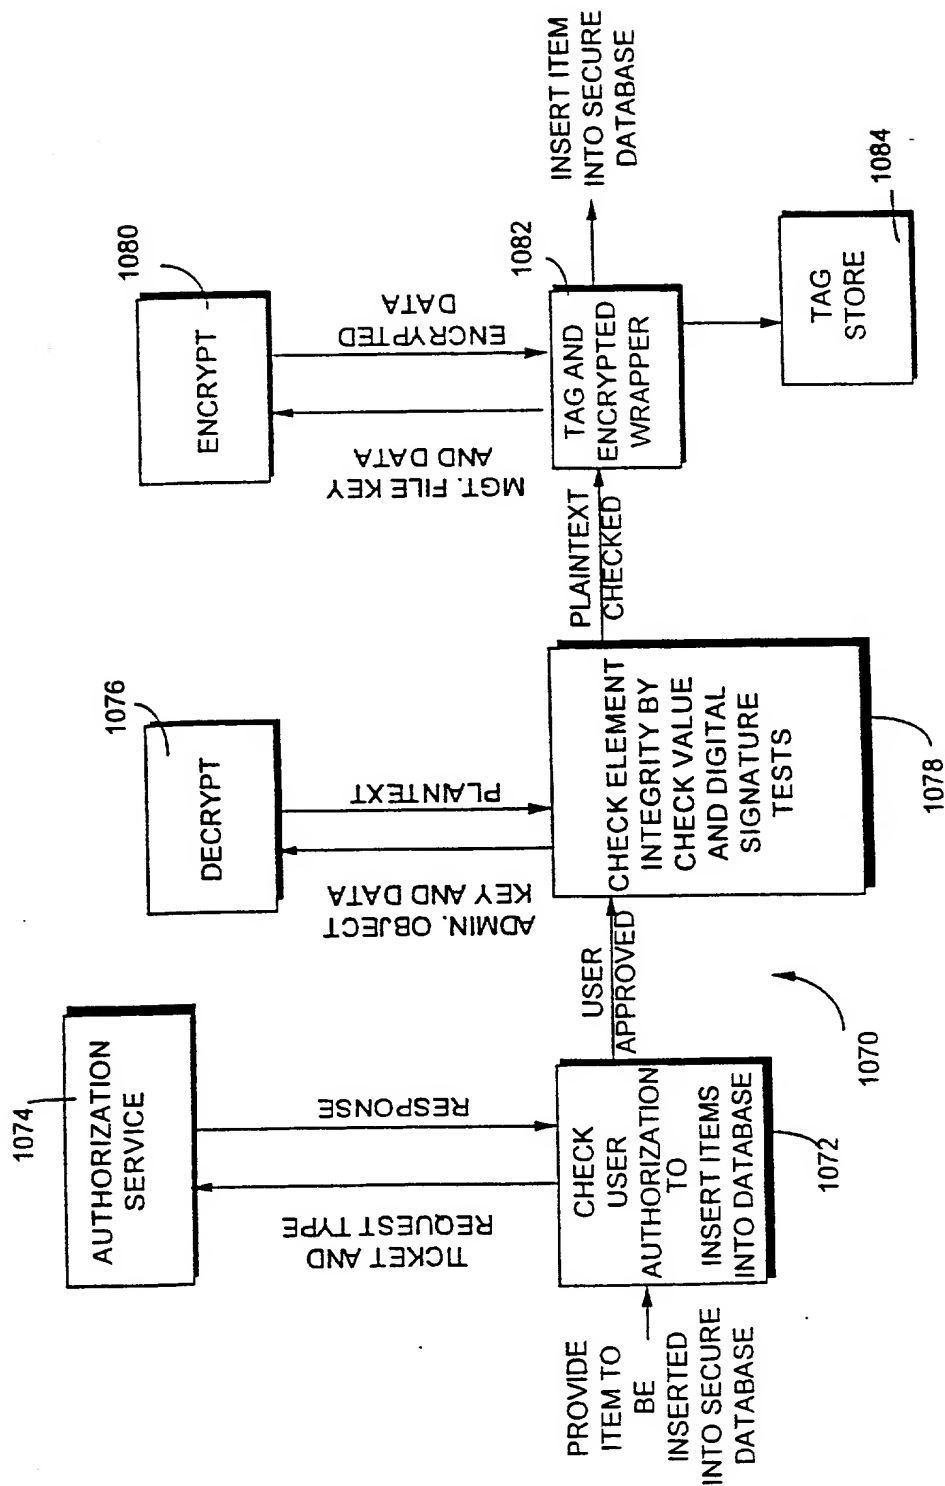 1074
AUTHORIZATION
SERVICE
TICKET AND
REQUEST TYPE
RESPONSE
PROVIDE
ITEM TO
BE
INSERTED
INTO SECURE
DATABASE
CHECK
USER
AUTHORIZATION
TO
INSERT ITEMS
INTO DATABASE
1072
1070
USER
APPROVED
1076
DECRYPT
ADMIN. OBJECT
KEY AND DATA
PLAINTEXT
CHECK ELEMENT
INTEGRITY BY
CHECK VALUE
AND DIGITAL
SIGNATURE
TESTS
1078
PLAINTEXT
CHECKED
1080
ENCRYPT
MGT. FILE KEY
AND DATA
ENCRYPTED
DATA
1082
TAG AND
ENCRYPTED
WRAPPER
INSERT ITEM
INTO SECURE
DATABASE
TAG
STORE
1084